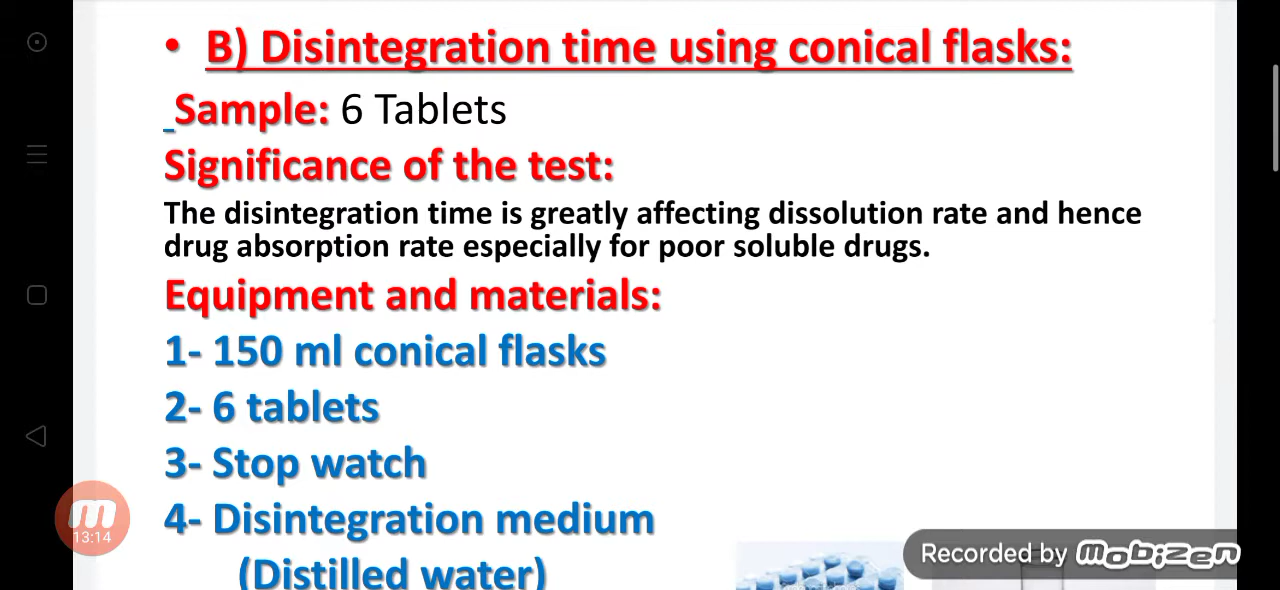 • B) Disintegration time using conical flasks:
Sample: 6 Tablets
Significance of the test:
The disintegration time is greatly affecting dissolution rate and hence
drug absorption rate especially for poor soluble drugs.
Equipment and materials:
1- 150 ml conical flasks
2- 6 tablets
3- Stop watch
4- Disintegration medium
(Distilled water)
13:14
Recorded by mobizen